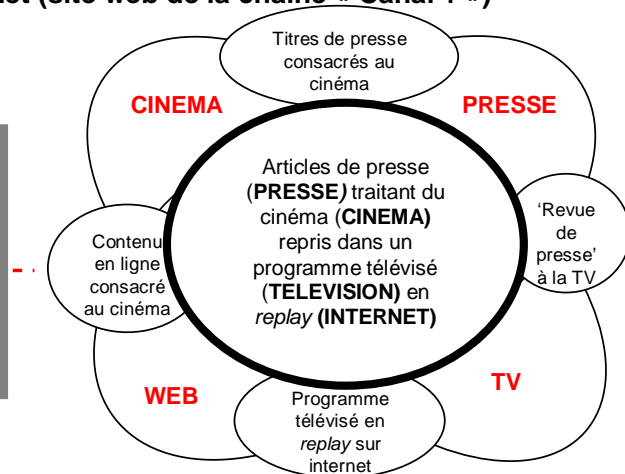 (site web de la chaîne « Canal + »)
Titres de presse
consacrés au
cinéma
CINEMA
PRESSE
Articles de presse
(PRESSE) traitant du
cinéma (CINEMA)
repris dans un
programme télévisé
(TELEVISION) en
replay (INTERNET)
Contenu
en ligne
consacré
au cinéma
‘Revue
de
presse’
à la TV
WEB
TV
Programme
télévisé en
replay sur
internet